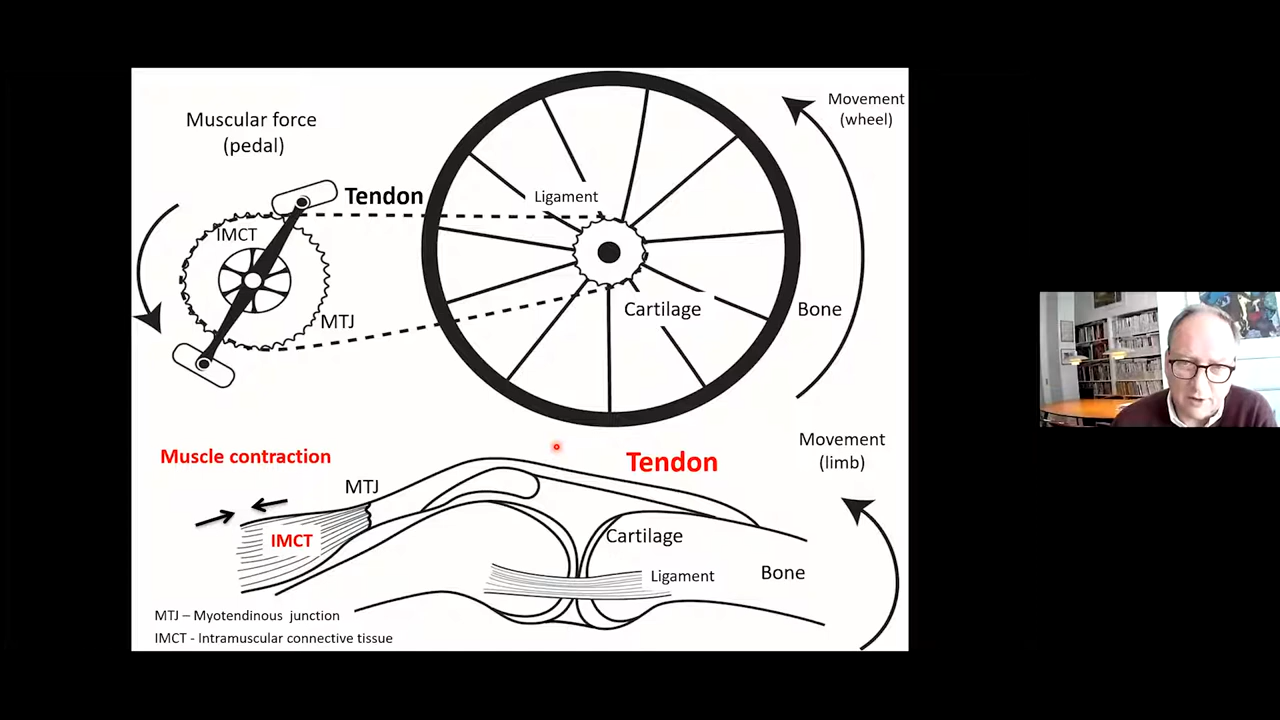 Muscular force
(pedal)
Tendon
Ligament
Movement
(wheel)
IMCT
MTJ
Cartilage
Bone
Muscle contraction
MTJ
Tendon
Movement
(limb)
IMCT
Cartilage
Ligament
Bone
MTJ – Myotendinous junction
IMCT - Intramuscular connective tissue